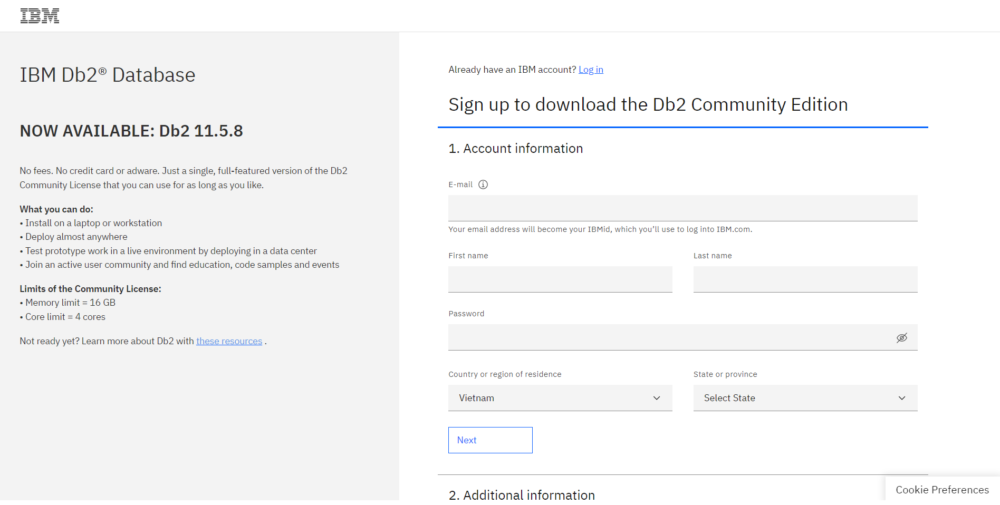 IBM
IBM Db2® Database
NOW AVAILABLE: Db2 11.5.8
No fees. No credit card or adware. Just a single, full-featured version of the Db2
Community License that you can use for as long as you like.
What you can do:
• Install on a laptop or workstation
• Deploy almost anywhere
• Test prototype work in a live environment by deploying in a data center
• Join an active user community and find education, code samples and events
Limits of the Community License:
• Memory limit = 16 GB
• Core limit = 4 cores
Not ready yet? Learn more about Db2 with these resources .
Already have an IBM account? Log in
Sign up to download the Db2 Community Edition
1. Account information
E-mail
Your email address will become your IBMid, which you’ll use to log into IBM.com.
First name
Last name
Password
Country or region of residence
State or province
Vietnam
Select State
Next
2. Additional information
Cookie Preferences